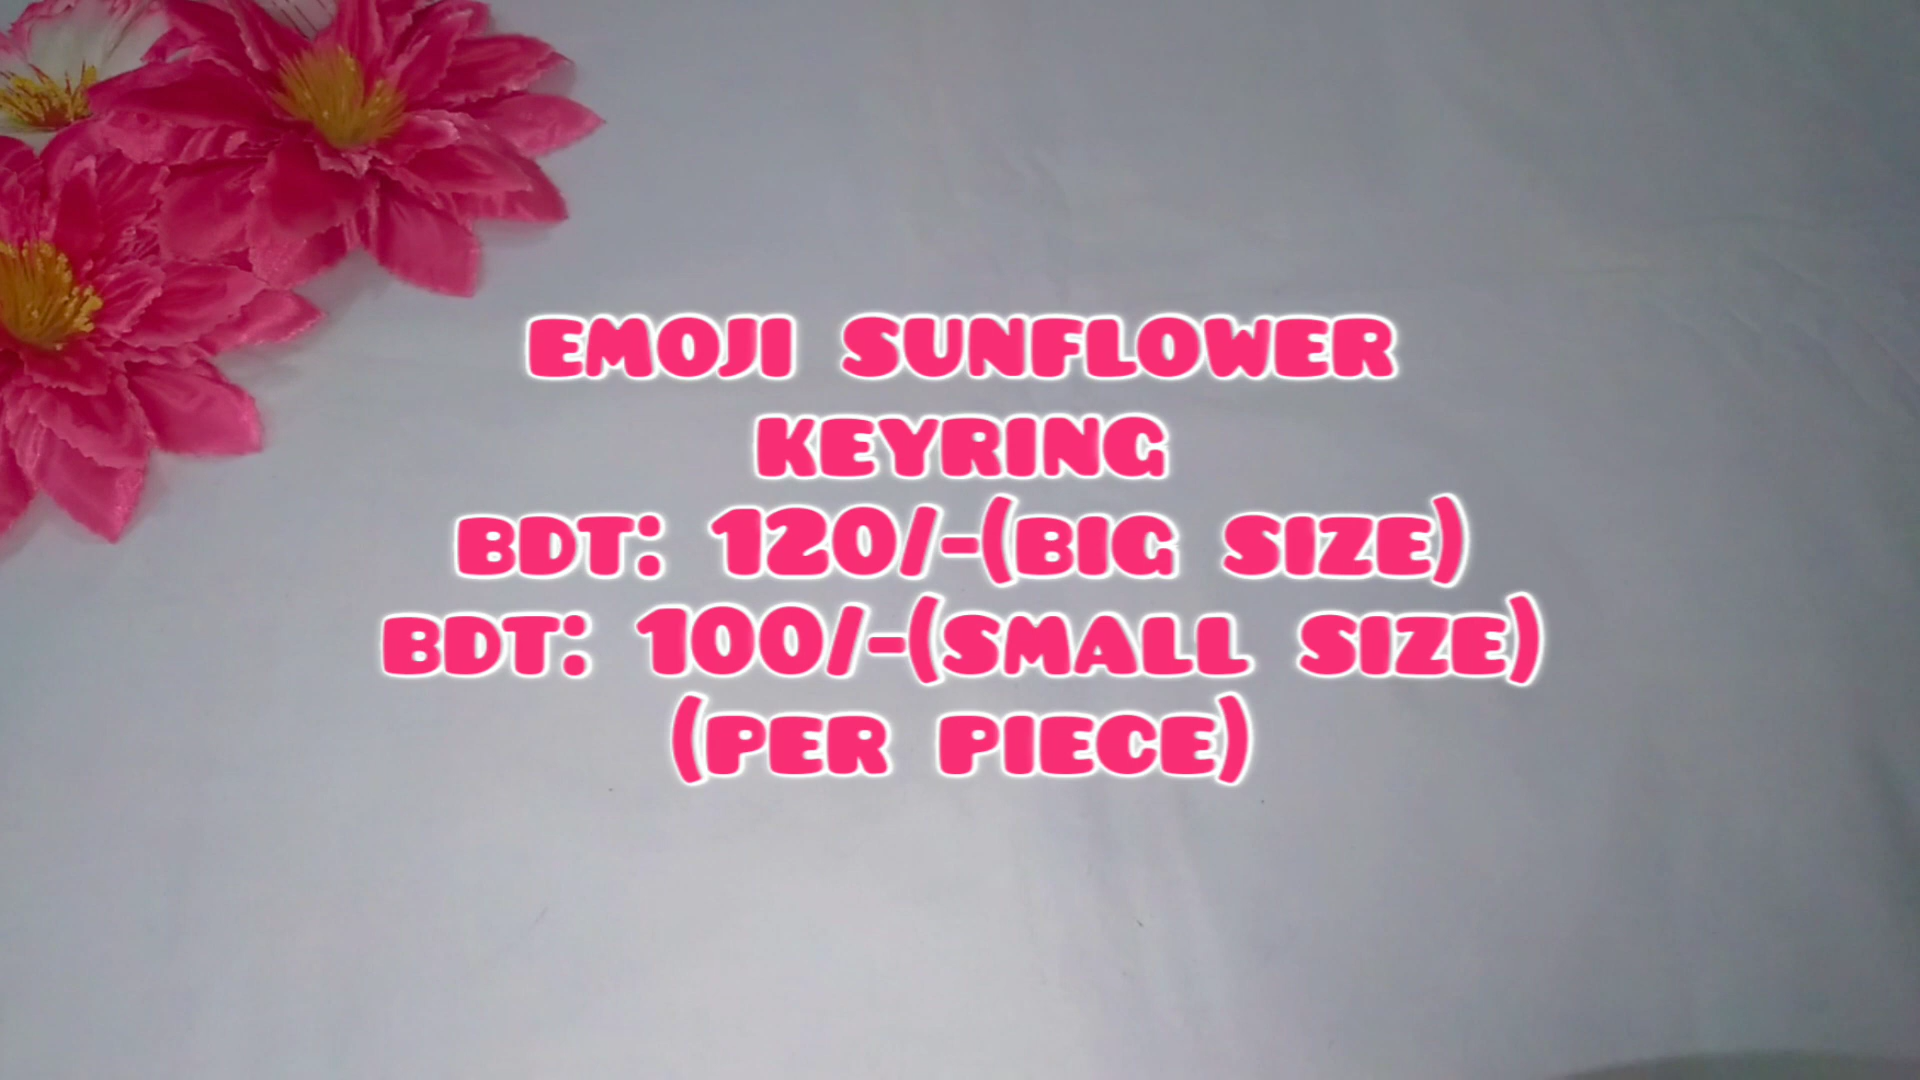 EMOJI SUNFLOWER
KEYRING
BDT: 120/-(BIG SIZE)
BDT: 100/-(SMALL SIZE)
(PER PIECE)